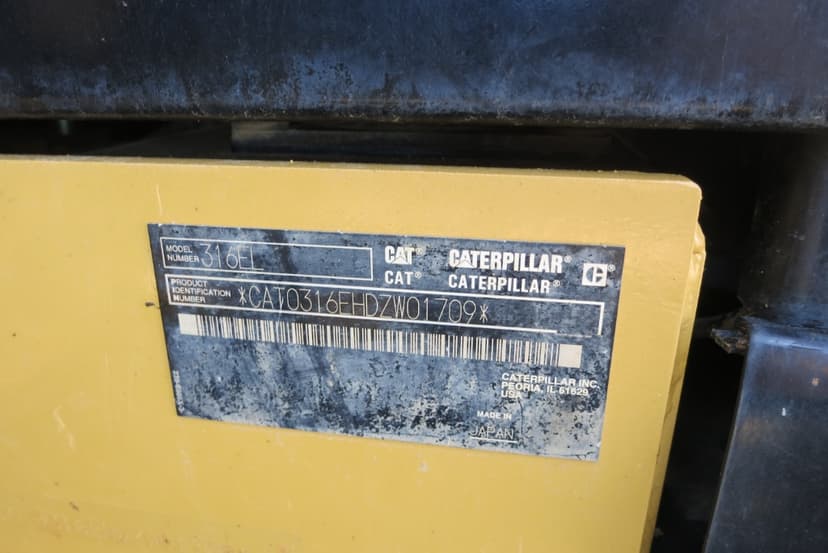 MODEL NUMBER 316EL
CAT® CATERPILLAR®
CAT® CATERPILLAR®
PRODUCT IDENTIFICATION NUMBER *CAT0316EHDZW01709*
CATERPILLAR INC.
PEORIA, IL 61629,
USA
MADE IN
JAPAN